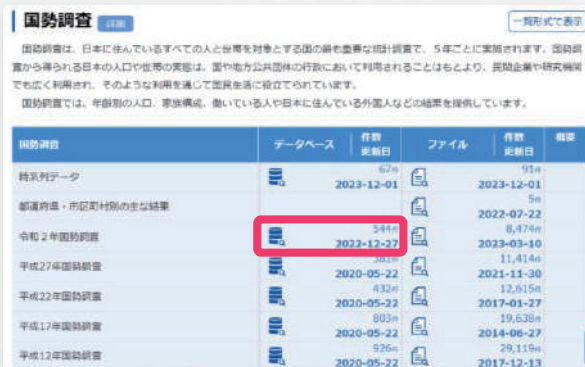 国勢調査 詳細
一覧形式で表示
国勢調査は、日本に住んでいるすべての人と世帯を対象とする国の最も重要な統計調査で、5年ごとに実施されます。国勢調
査から得られる日本の人口や世帯の実態は、国や地方公共団体の行政において利用されることはもとより、民間企業や研究機関
でも広く利用され、そのような利用を通じて国民生活に役立てられています。
国勢調査では、年齢別の人口、家族構成、働いている人や日本に住んでいる外国人などの結果を提供しています。
国勢調査 データベース 件数 更新日 ファイル 件数 更新日 概要
時系列データ 67件 2023-12-01 91件 2023-12-01
都道府県・市区町村別の主な結果 5件 2022-07-22
令和2年国勢調査 544件 2022-12-27 8,474件 2023-03-10
平成27年国勢調査 381件 2020-05-22 11,414件 2021-11-30
平成22年国勢調査 432件 2020-05-22 12,615件 2017-01-27
平成17年国勢調査 803件 2020-05-22 19,638件 2014-06-27
平成12年国勢調査 926件 2020-05-22 29,119件 2017-12-13